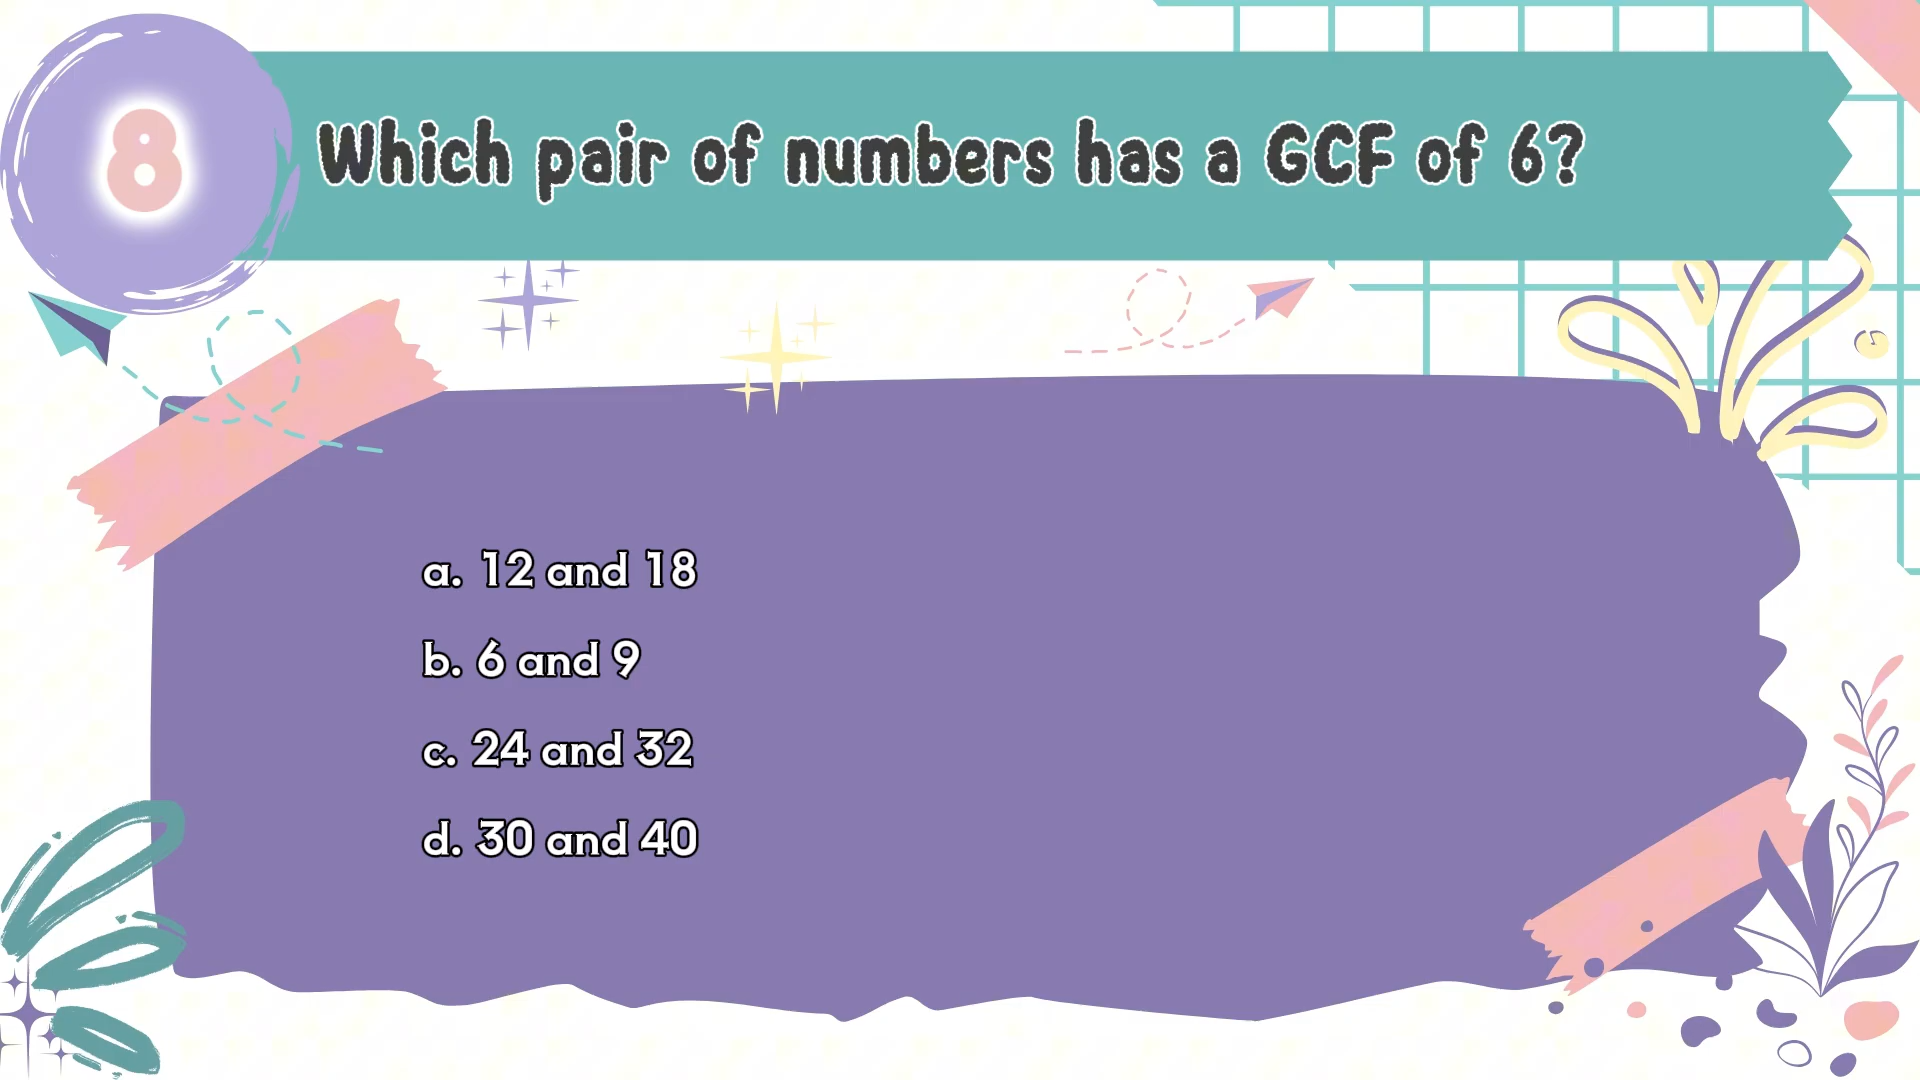 8
Which pair of numbers has a GCF of 6?
a. 12 and 18
b. 6 and 9
c. 24 and 32
d. 30 and 40